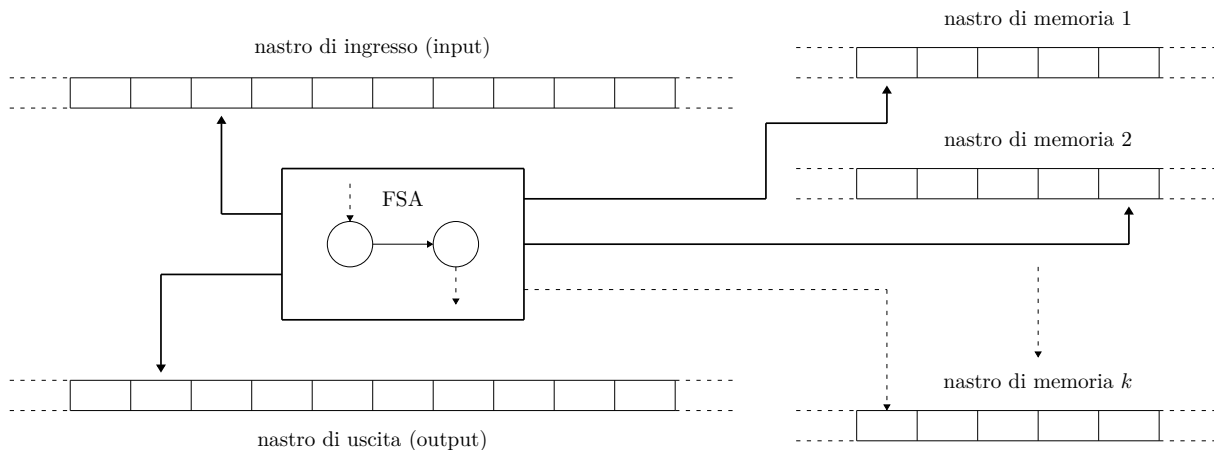 nastro di memoria 1
nastro di ingresso (input)
nastro di memoria 2
FSA
nastro di memoria k
nastro di uscita (output)